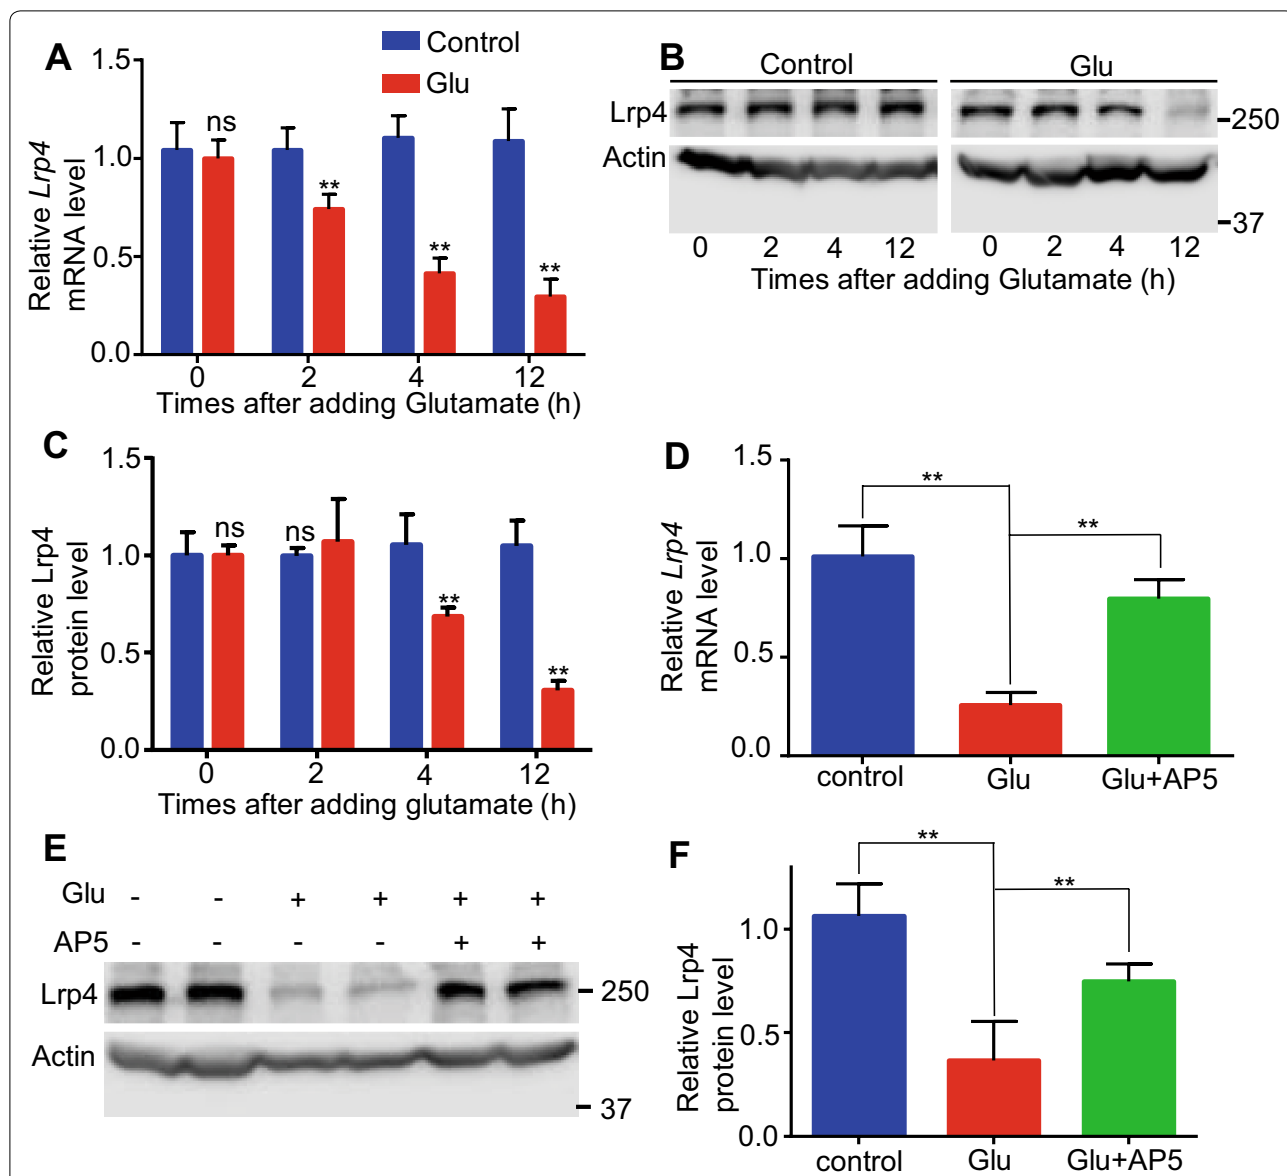 A
Control
Glu
Relative Lrp4
mRNA level
1.5
1.0
0.5
0.0
ns
**
**
**
0 2 4 12
Times after adding Glutamate (h)
B
Control Glu
Lrp4
Actin
250
37
0 2 4 12 0 2 4 12
Times after adding Glutamate (h)
C
Relative Lrp4
protein level
1.5
1.0
0.5
0.0
ns ns
**
**
0 2 4 12
Times after adding glutamate (h)
D
Relative Lrp4
mRNA level
1.5
1.0
0.5
0.0
**
**
control Glu Glu+AP5
E
Glu - - + + + +
AP5 - - - - + +
Lrp4
Actin
250
37
F
Relative Lrp4
protein level
1.0
0.5
0.0
**
**
control Glu Glu+AP5